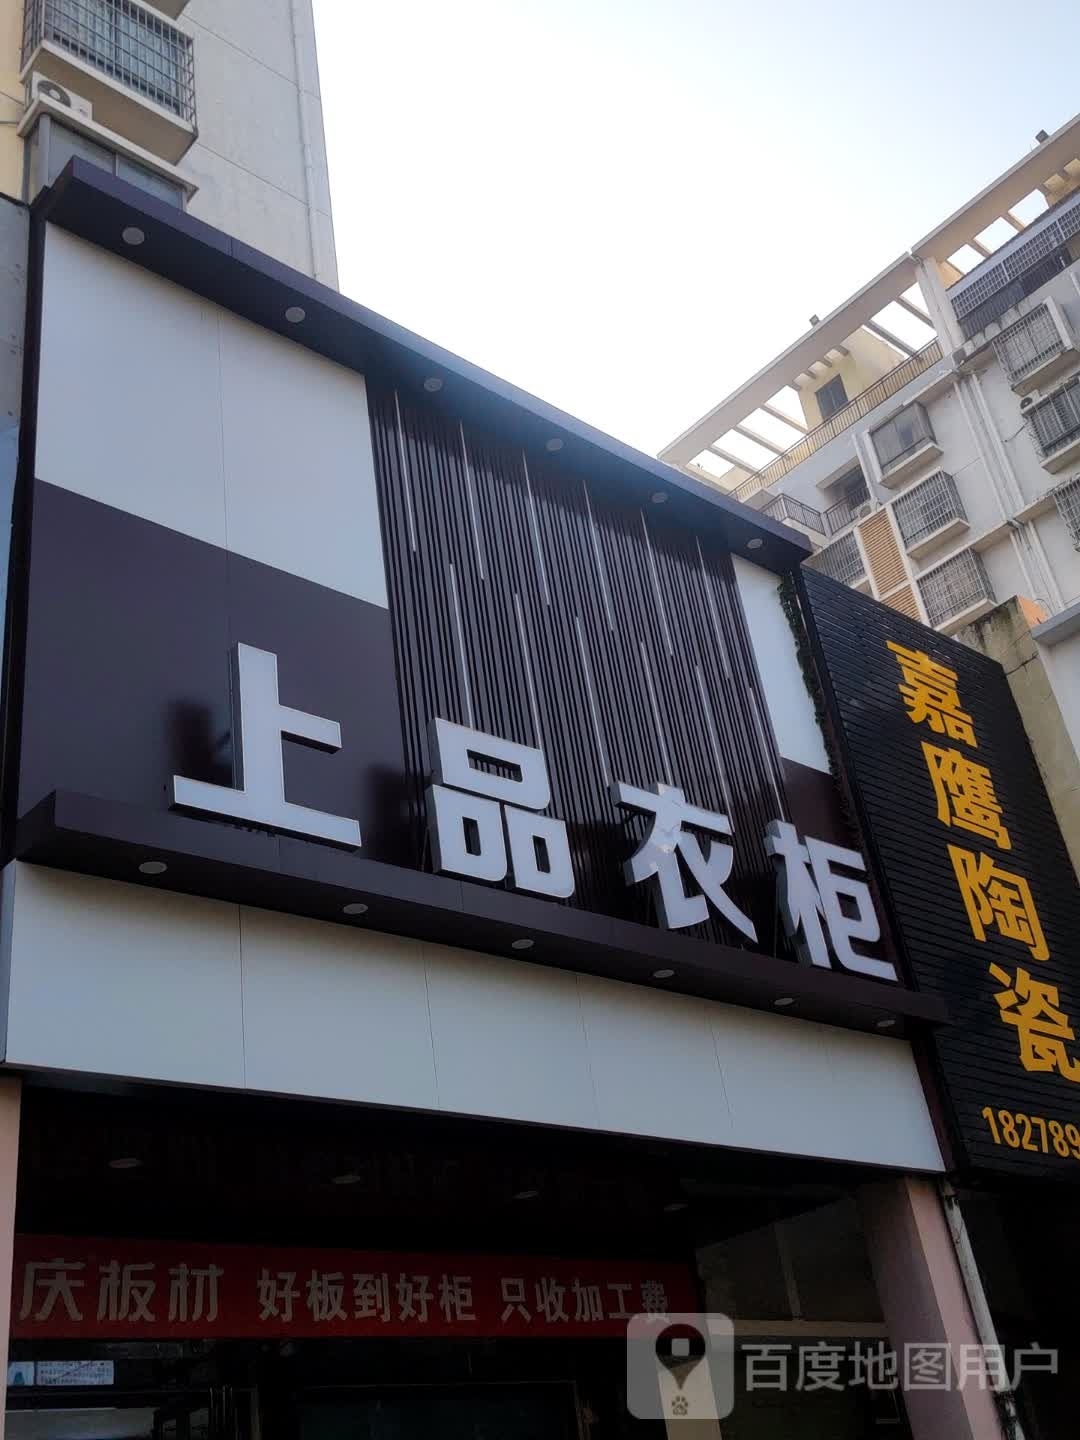 上品衣柜
嘉鹰陶瓷
182789
庆板材 好板到好柜 只收加工费
百度地图用户